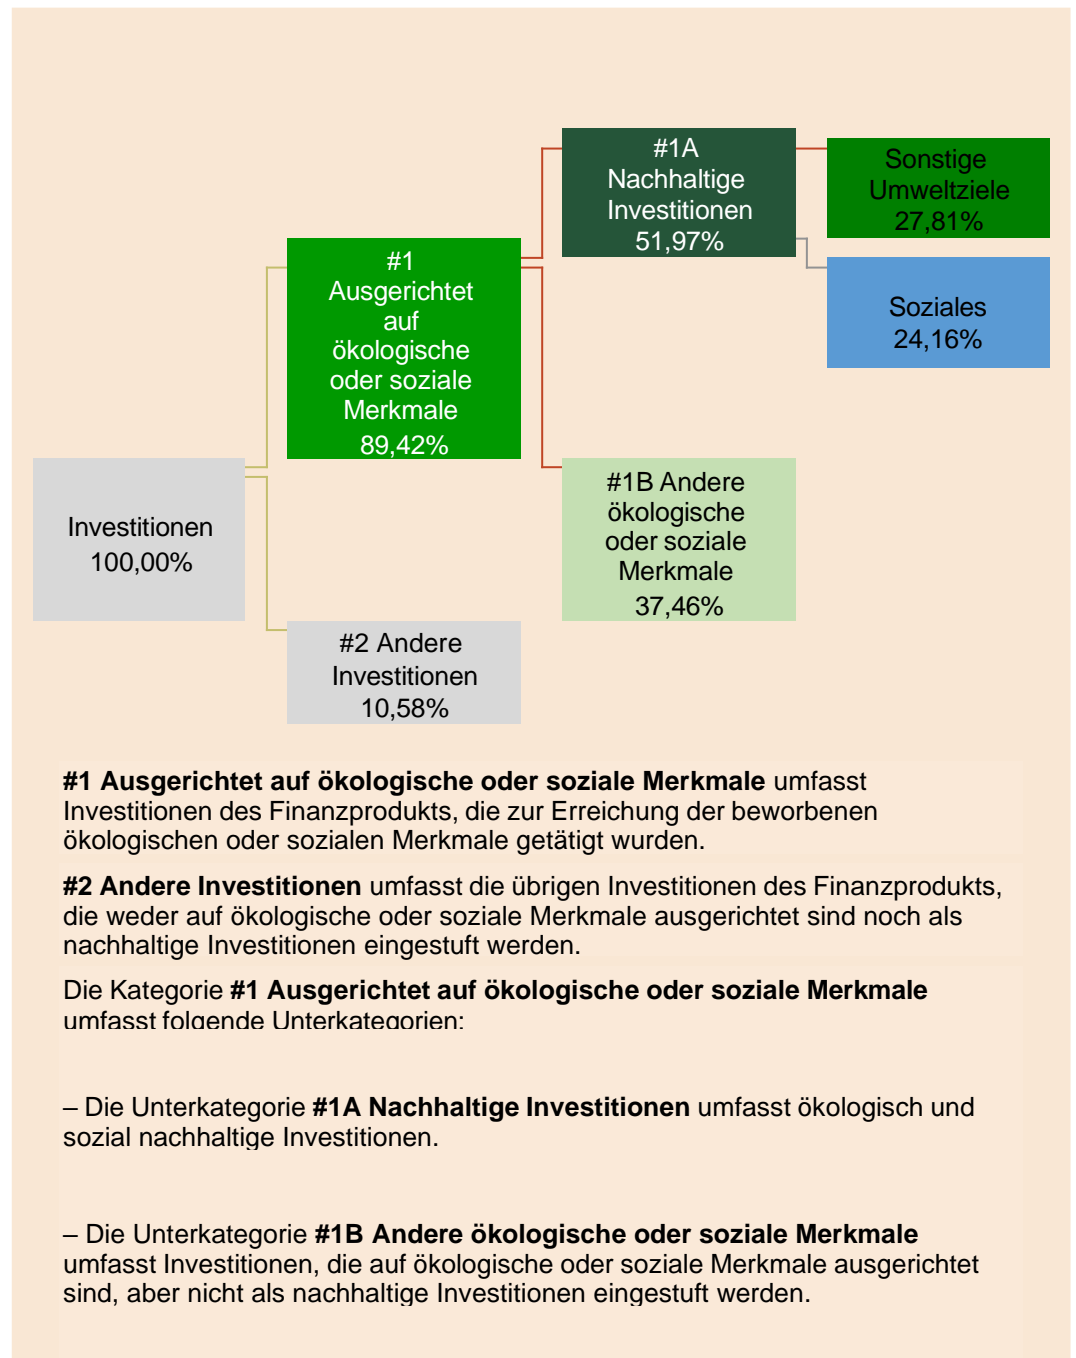 #1A
Nachhaltige
Investitionen
51,97%
Sonstige
Umweltziele
27,81%
#1
Ausgerichtet
auf
ökologische
oder soziale
Merkmale
89,42%
Soziales
24,16%
Investitionen
100,00%
#1B Andere
ökologische
oder soziale
Merkmale
37,46%
#2 Andere
Investitionen
10,58%
#1 Ausgerichtet auf ökologische oder soziale Merkmale umfasst
Investitionen des Finanzprodukts, die zur Erreichung der beworbenen
ökologischen oder sozialen Merkmale getätigt wurden.
#2 Andere Investitionen umfasst die übrigen Investitionen des Finanzprodukts,
die weder auf ökologische oder soziale Merkmale ausgerichtet sind noch als
nachhaltige Investitionen eingestuft werden.
Die Kategorie #1 Ausgerichtet auf ökologische oder soziale Merkmale
umfasst folgende Unterkategorien:
– Die Unterkategorie #1A Nachhaltige Investitionen umfasst ökologisch und
sozial nachhaltige Investitionen.
– Die Unterkategorie #1B Andere ökologische oder soziale Merkmale
umfasst Investitionen, die auf ökologische oder soziale Merkmale ausgerichtet
sind, aber nicht als nachhaltige Investitionen eingestuft werden.